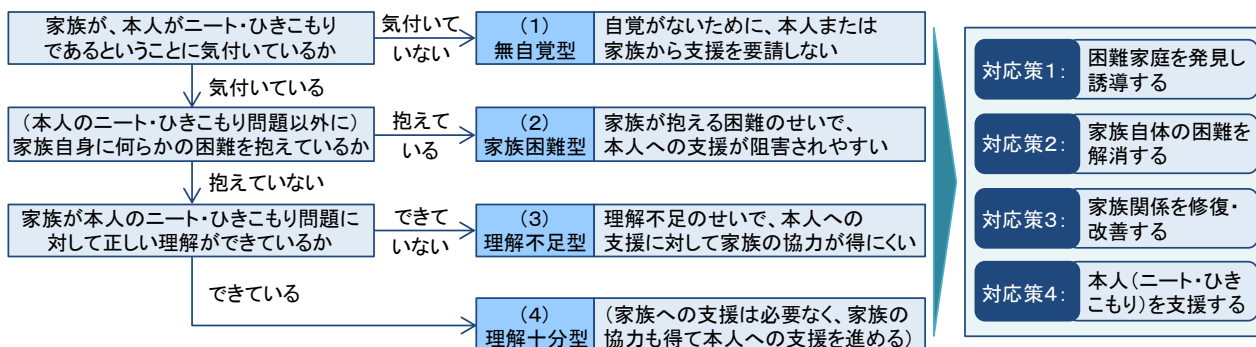 家族が、本人がニート・ひきこもり
であるということに気付いているか
気付いて
いない
(1)
無自覚型
自覚がないために、本人または
家族から支援を要請しない
気付いている
(本人のニート・ひきこもり問題以外に)
家族自身に何らかの困難を抱えているか
抱えて
いる
(2)
家族困難型
家族が抱える困難のせいで、
本人への支援が阻害されやすい
抱えていない
家族が本人のニート・ひきこもり問題に
対して正しい理解ができているか
できて
いない
(3)
理解不足型
理解不足のせいで、本人への
支援に対して家族の協力が得にくい
できている
(4)
理解十分型
(家族への支援は必要なく、家族の
協力も得て本人への支援を進める)
対応策1:
困難家庭を発見し
誘導する
対応策2:
家族自体の困難を
解消する
対応策3:
家族関係を修復・
改善する
対応策4:
本人(ニート・ひき
こもり)を支援する